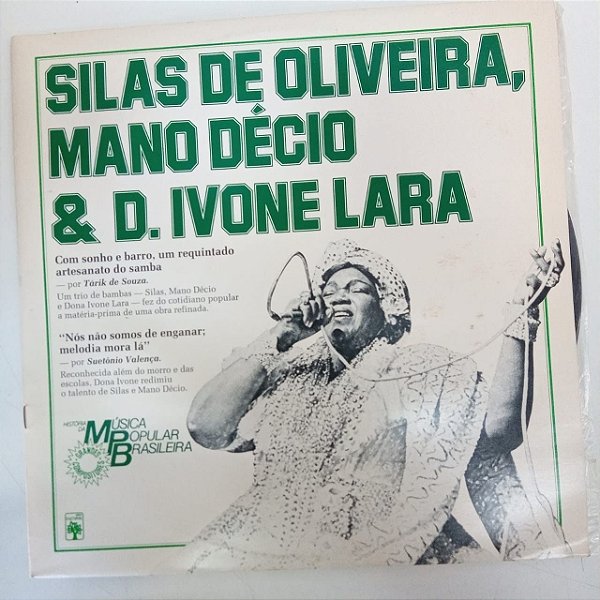 SILAS DE OLIVEIRA,
MANO DÉCIO
& D. IVONE LARA
Com sonho e barro, um requintado
artesanato do samba
— por Tárik de Souza.
Um trio de bambas — Silas, Mano Décio
e Dona Ivone Lara — fez do cotidiano popular
a matéria-prima de uma obra refinada.
“Nós não somos de enganar;
melodia mora lá”
— por Suetônio Valença.
Reconhecida além do morro e das
escolas, Dona Ivone redimiu
o talento de Silas e Mano Décio.
HISTÓRIA
DA
MÚSICA
POPULAR
BRASILEIRA
GRANDES
COMPOSITORES